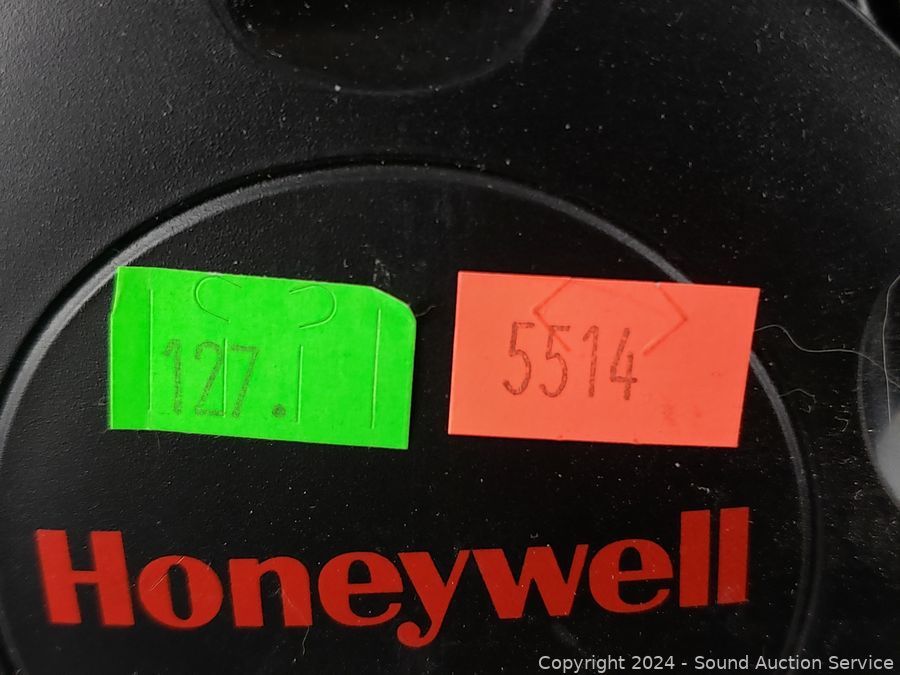 127.
5514
Honeywell
Copyright 2024 - Sound Auction Service